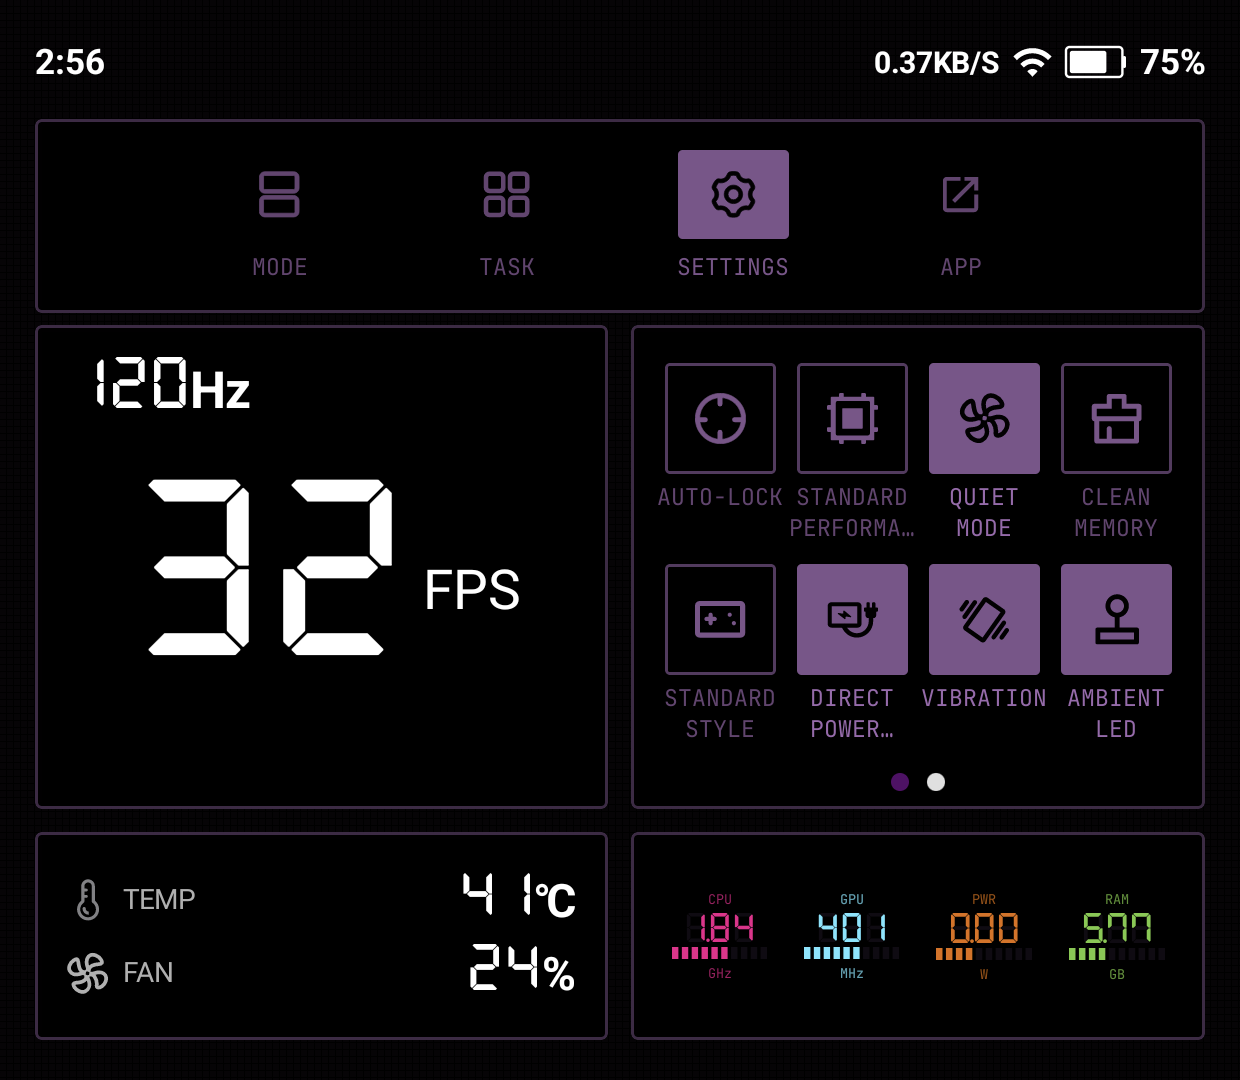 2:56 0.37KB/S 75%
MODE TASK SETTINGS APP
120Hz
32 FPS
AUTO-LOCK STANDARD PERFORMA… QUIET MODE CLEAN MEMORY
STANDARD STYLE DIRECT POWER… VIBRATION AMBIENT LED
TEMP 41°C
FAN 24%
CPU GPU PWR RAM
1.84 401 0.00 5.77
GHz MHz W GB